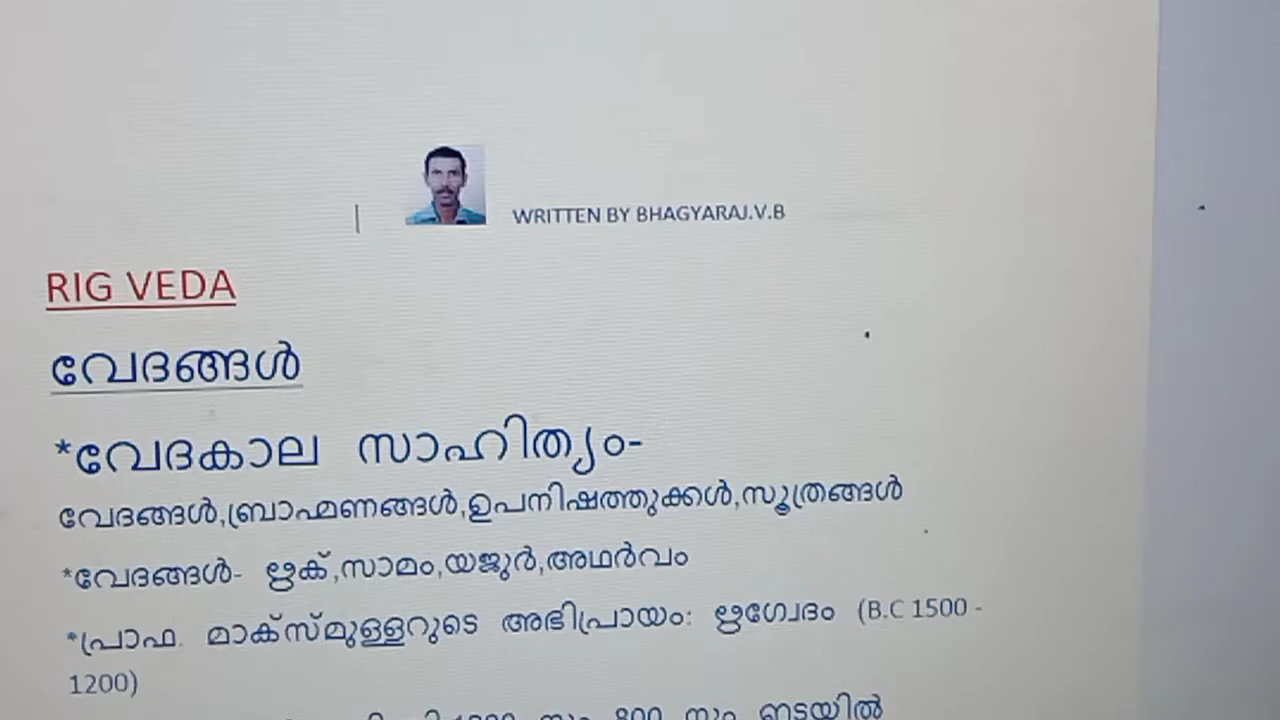 WRITTEN BY BHAGYARAJ.V.B
RIG VEDA
വേദങ്ങൾ
*വേദകാല സാഹിത്യം-
വേദങ്ങൾ,ബ്രാഹ്മണങ്ങൾ,ഉപനിഷത്തുക്കൾ,സൂത്രങ്ങൾ
*വേദങ്ങൾ- ഋക്,സാമം,യജുർ,അഥർവം
*പ്രാഫ. മാക്സ്മുള്ളറുടെ അഭിപ്രായം: ഋഗ്വേദം (B.C 1500 -
1200)
ഇടയിൽ